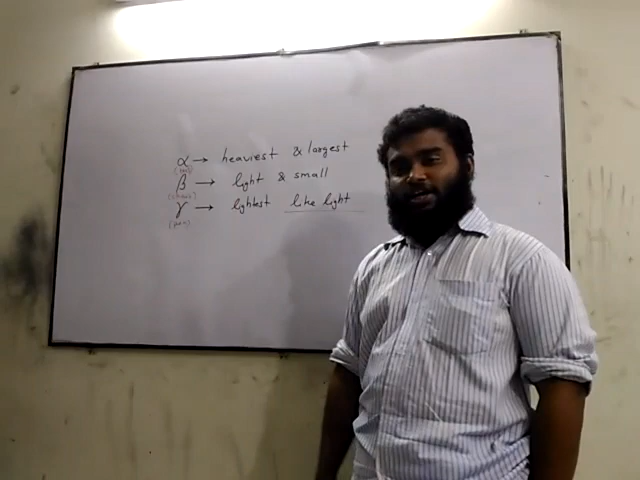 α → heaviest & largest
β → light & small
γ → lightest like light